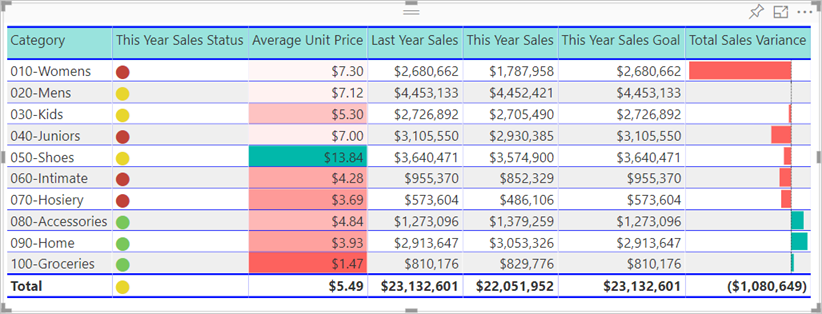 Category This Year Sales Status Average Unit Price Last Year Sales This Year Sales This Year Sales Goal Total Sales Variance
010-Womens $7.30 $2,680,662 $1,787,958 $2,680,662
020-Mens $7.12 $4,453,133 $4,452,421 $4,453,133
030-Kids $5.30 $2,726,892 $2,705,490 $2,726,892
040-Juniors $7.00 $3,105,550 $2,930,385 $3,105,550
050-Shoes $13.84 $3,640,471 $3,574,900 $3,640,471
060-Intimate $4.28 $955,370 $852,329 $955,370
070-Hosiery $3.69 $573,604 $486,106 $573,604
080-Accessories $4.84 $1,273,096 $1,379,259 $1,273,096
090-Home $3.93 $2,913,647 $3,053,326 $2,913,647
100-Groceries $1.47 $810,176 $829,776 $810,176
Total $5.49 $23,132,601 $22,051,952 $23,132,601 ($1,080,649)